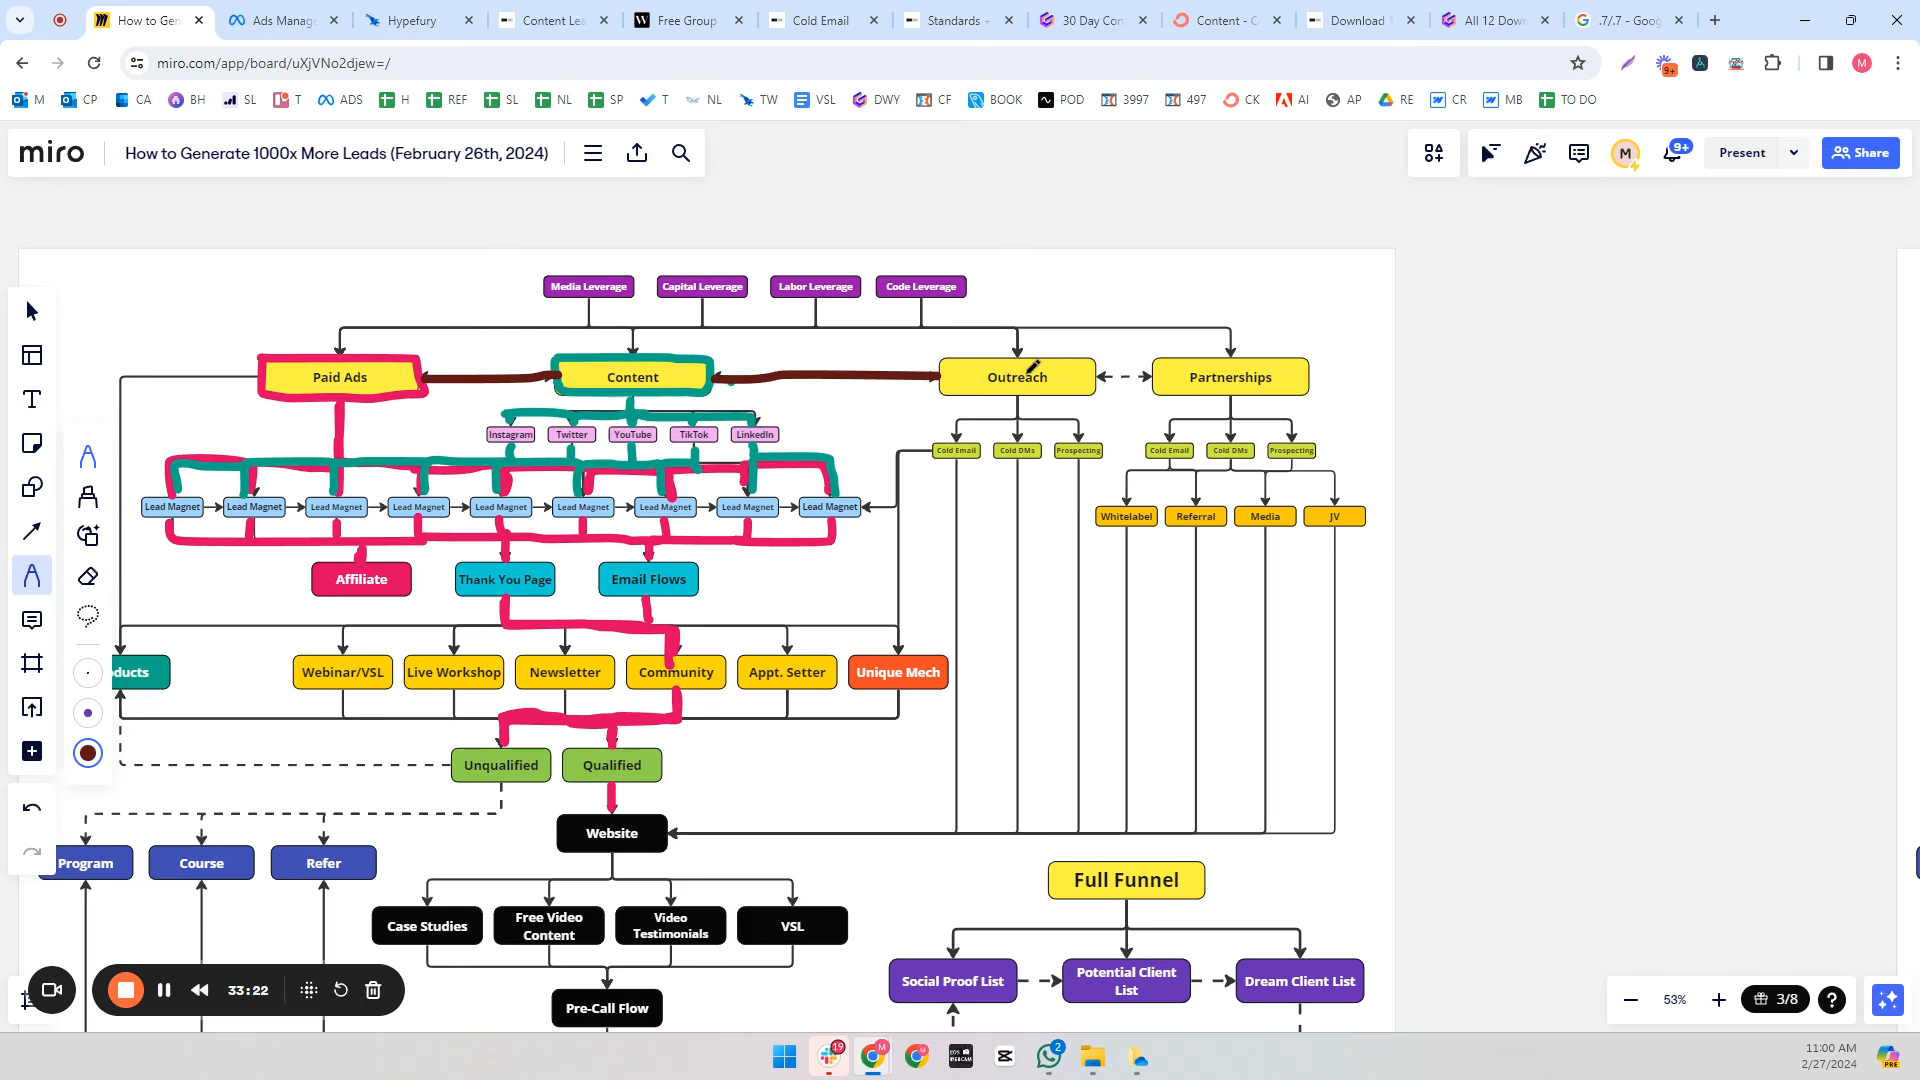 How to Gen
Ads Manage
Hypefury
Content Lea
Free Group
Cold Email
Standards +
30 Day Con
Content - C
Download 1
All 12 Down
.7/.7 - Goog
miro.com/app/board/uXjVNo2djew=/
9+
M
M CP CA BH SL T ADS H REF SL NL SP T NL TW VSL DWY CF BOOK POD 3997 497 CK AI AP RE CR MB TO DO
miro
How to Generate 1000x More Leads (February 26th, 2024)
M
9+
Present
Share
Media Leverage
Capital Leverage
Labor Leverage
Code Leverage
Paid Ads
Content
Outreach
Partnerships
Instagram
Twitter
YouTube
TikTok
LinkedIn
Cold Email
Cold DMs
Prospecting
Cold Email
Cold DMs
Prospecting
Lead Magnet
Lead Magnet
Lead Magnet
Lead Magnet
Lead Magnet
Lead Magnet
Lead Magnet
Lead Magnet
Lead Magnet
Whitelabel
Referral
Media
JV
Affiliate
Thank You Page
Email Flows
ducts
Webinar/VSL
Live Workshop
Newsletter
Community
Appt. Setter
Unique Mech
Unqualified
Qualified
Website
Program
Course
Refer
Full Funnel
Case Studies
Free Video
Content
Video
Testimonials
VSL
Social Proof List
Potential Client
List
Dream Client List
Pre-Call Flow
33:22
53%
3/8
19
M
EOS
WEBCAM
2
11:00 AM
2/27/2024
PRE